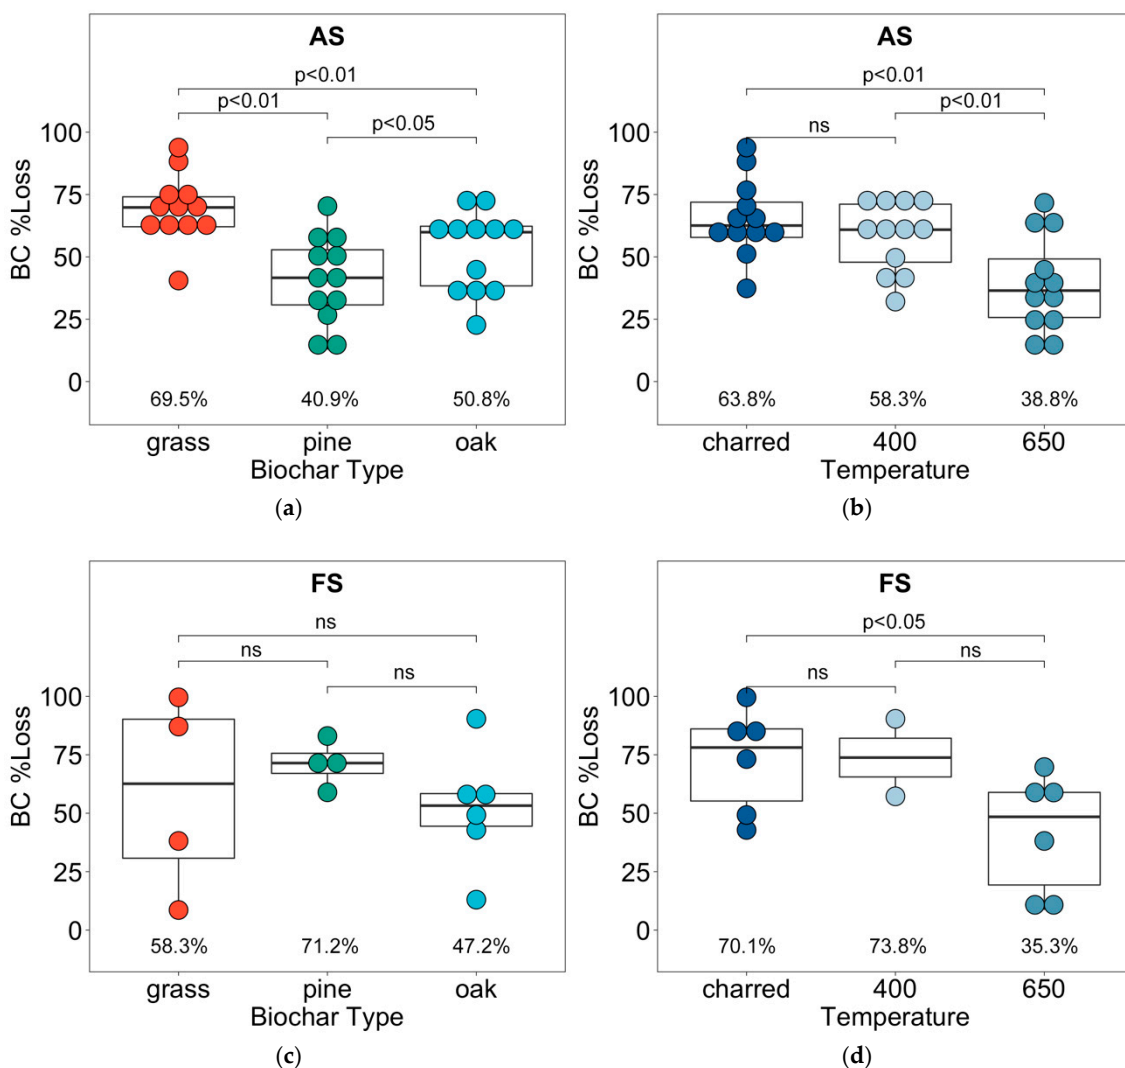 AS
p<0.01
p<0.01
p<0.05
BC %Loss
100
75
50
25
0
69.5% 40.9% 50.8%
grass pine oak
Biochar Type
(a)
AS
p<0.01
ns p<0.01
BC %Loss
100
75
50
25
0
63.8% 58.3% 38.8%
charred 400 650
Temperature
(b)
FS
ns
ns
ns
BC %Loss
100
75
50
25
0
58.3% 71.2% 47.2%
grass pine oak
Biochar Type
(c)
FS
p<0.05
ns
ns
BC %Loss
100
75
50
25
0
70.1% 73.8% 35.3%
charred 400 650
Temperature
(d)